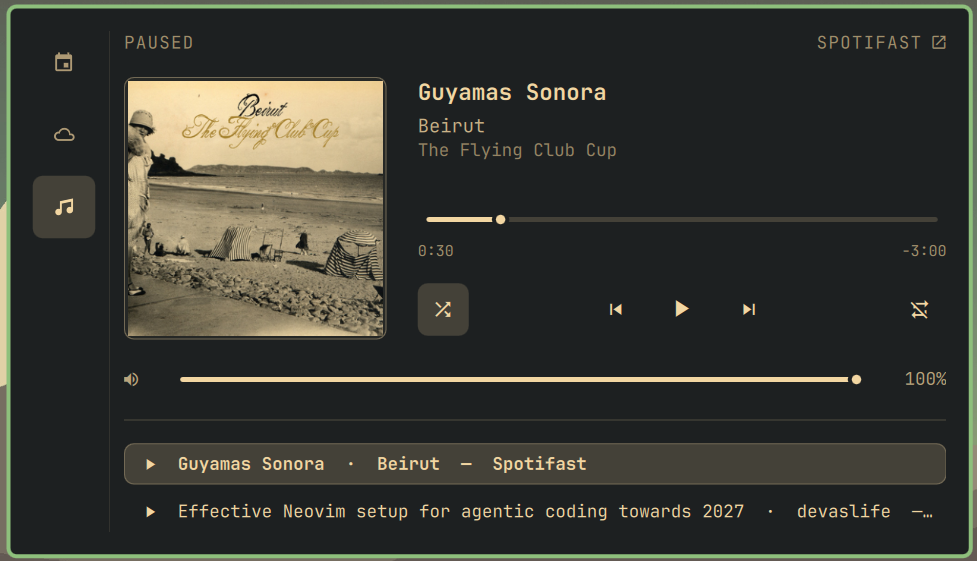 PAUSED
SPOTIFAST
Beirut
The Flying Club Cup
Guyamas Sonora
Beirut
The Flying Club Cup
0:30
-3:00
100%
Guyamas Sonora · Beirut — Spotifast
Effective Neovim setup for agentic coding towards 2027 · devaslife —…